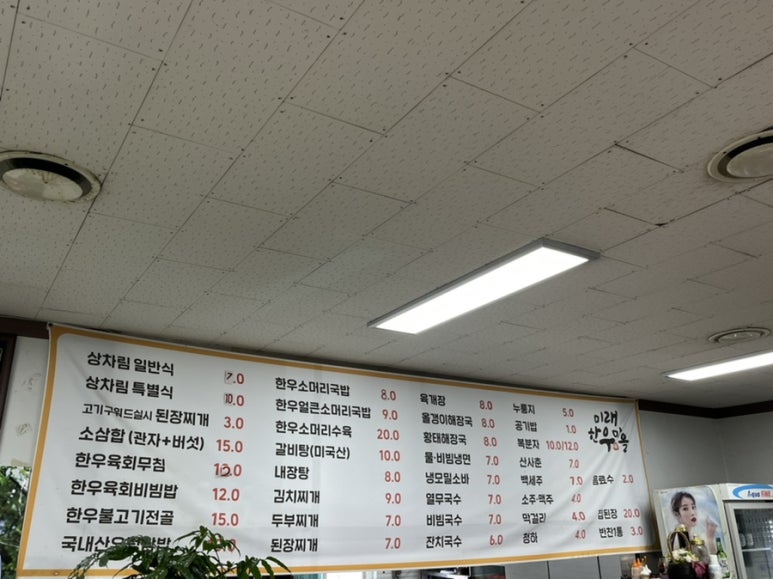 상차림 일반식 7.0
상차림 특별식 10.0
고기구워드실시 된장찌개 3.0
소삼합 (관자+버섯) 15.0
한우육회무침
한우육회비빔밥 12.0
한우불고기전골 15.0
한우소머리국밥 8.0
한우얼큰소머리국밥 9.0
한우소머리수육 20.0
갈비탕(미국산) 10.0
내장탕 8.0
김치찌개 9.0
두부찌개 7.0
된장찌개 7.0
육개장 8.0
올갱이해장국 8.0
황태해장국 8.0
물·비빔냉면 7.0
냉모밀소바 7.0
열무국수 7.0
비빔국수 7.0
잔치국수 6.0
누룽지 5.0
공기밥 1.0
복분자 10.0/12.0
산사춘 7.0
백세주 7.0
소주·맥주 4.0
막걸리 4.0
청하 4.0
미래
한우마을
음료수 2.0
집된장 20.0
반찬1통 3.0